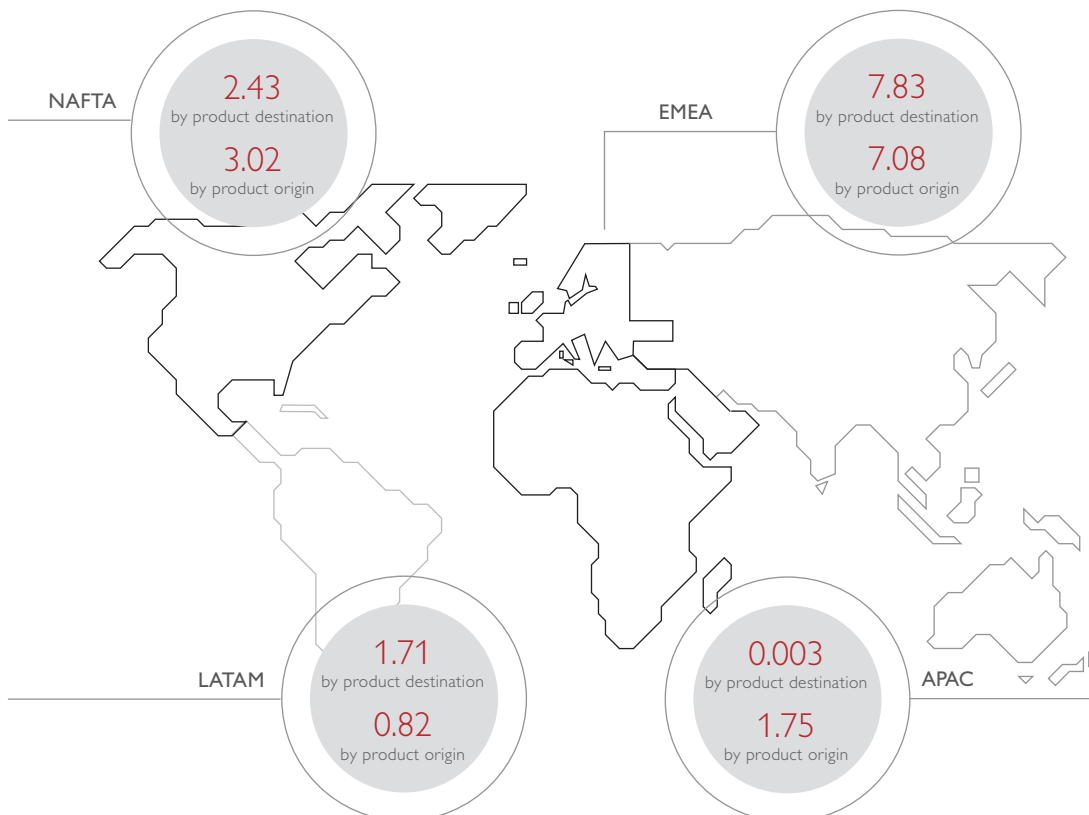 NAFTA
2.43
by product destination
3.02
by product origin
EMEA
7.83
by product destination
7.08
by product origin
LATAM
1.71
by product destination
0.82
by product origin
0.003
by product destination
1.75
by product origin
APAC